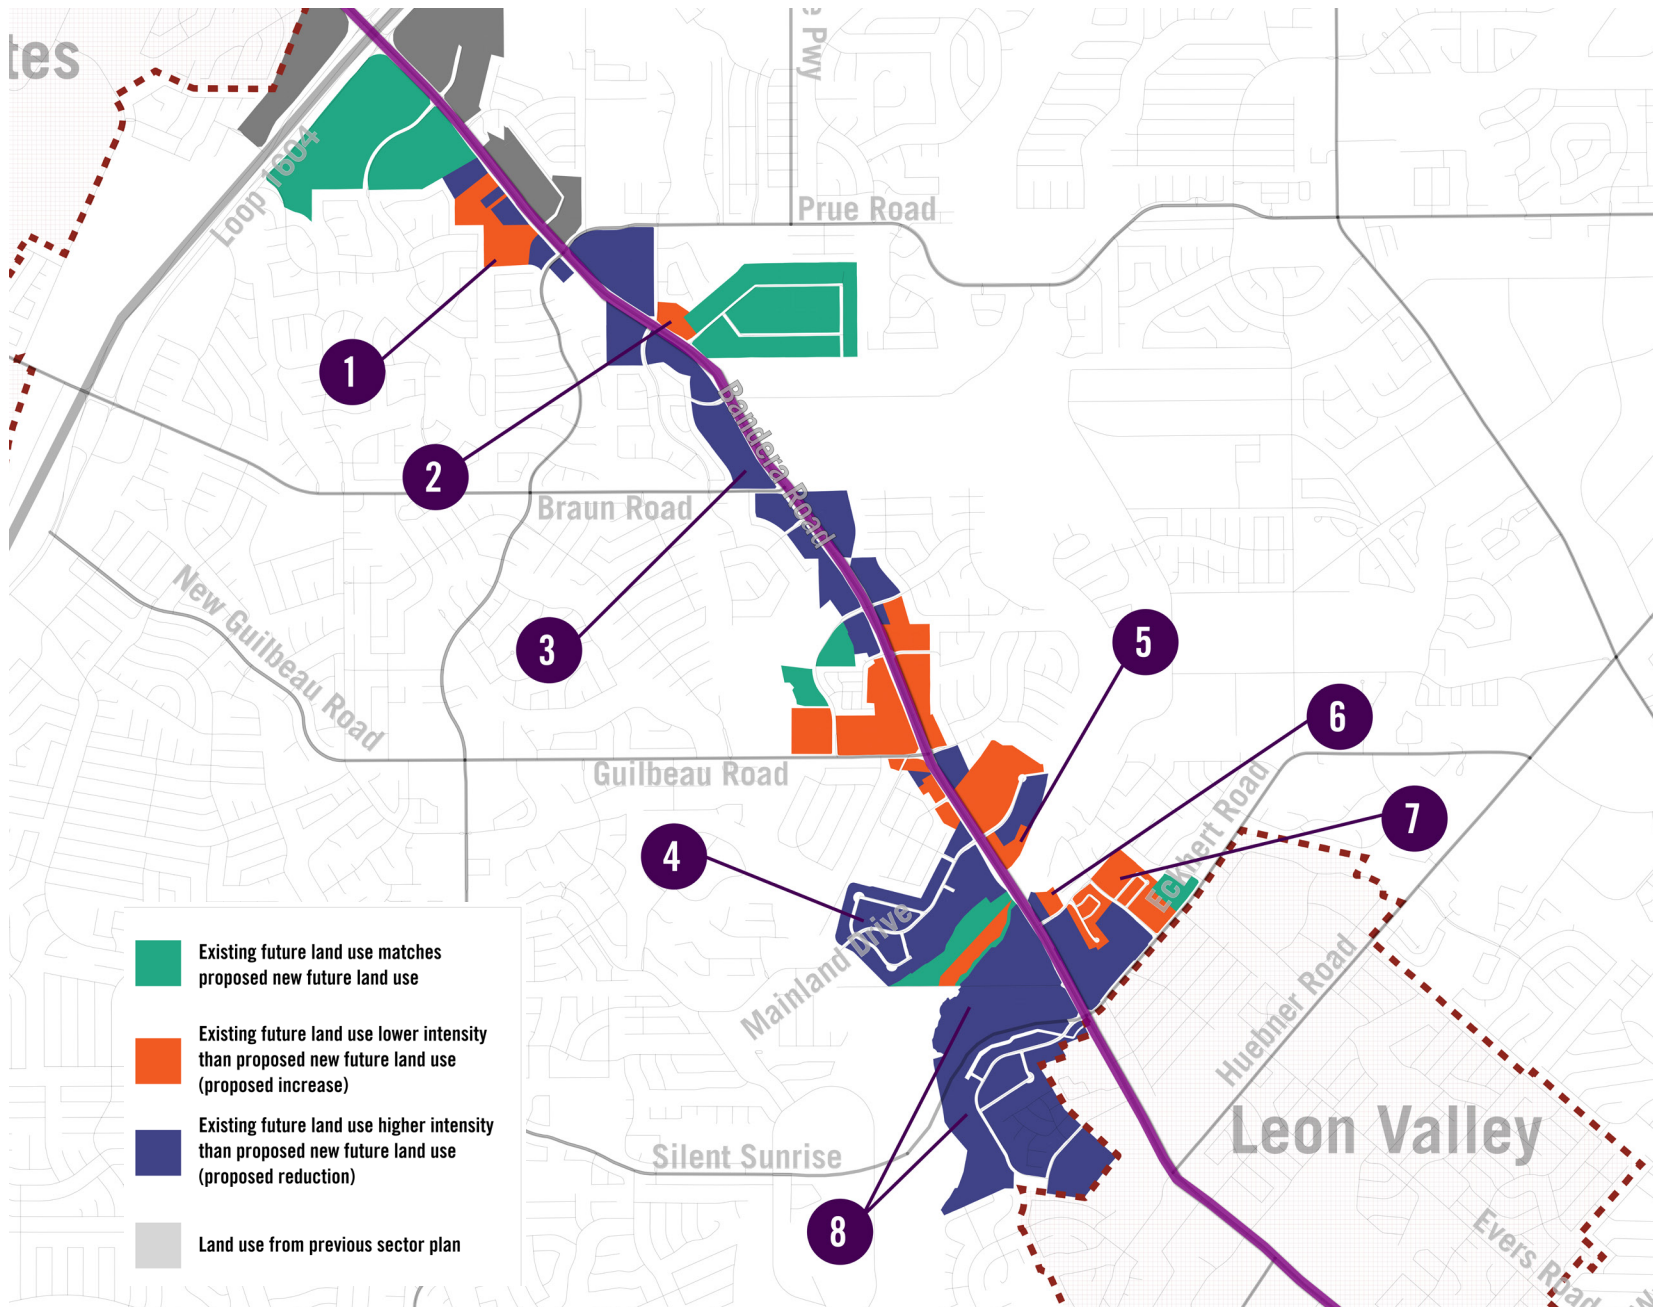 tes
e Pwy
Loop 1604
Prue Road
1
2
Bandera Road
Braun Road
New Guilbeau Road
3
5
6
Guilbeau Road
Eckhert Road
7
4
Mainland Drive
Huebner Road
Leon Valley
Silent Sunrise
8
Evers Road
Existing future land use matches
proposed new future land use
Existing future land use lower intensity
than proposed new future land use
(proposed increase)
Existing future land use higher intensity
than proposed new future land use
(proposed reduction)
Land use from previous sector plan